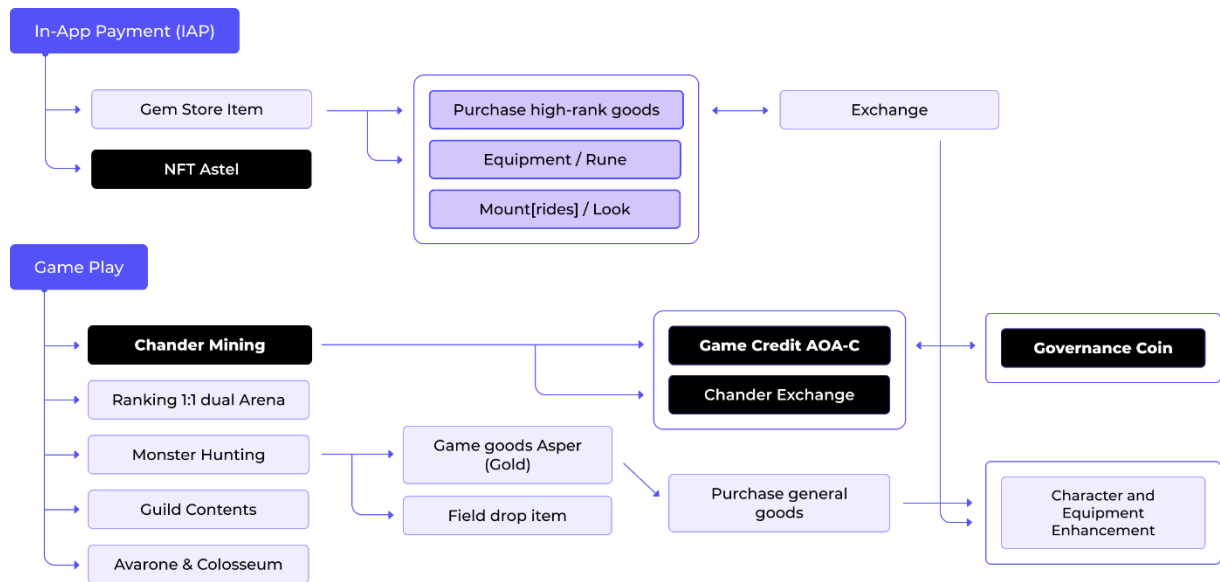 In-App Payment (IAP)
Gem Store Item
Purchase high-rank goods
Exchange
NFT Astel
Equipment / Rune
Mount[rides] / Look
Game Play
Chander Mining
Game Credit AOA-C
Governance Coin
Chander Exchange
Ranking 1:1 dual Arena
Monster Hunting
Game goods Asper
(Gold)
Purchase general
goods
Character and
Equipment
Enhancement
Guild Contents
Field drop item
Avarone & Colosseum